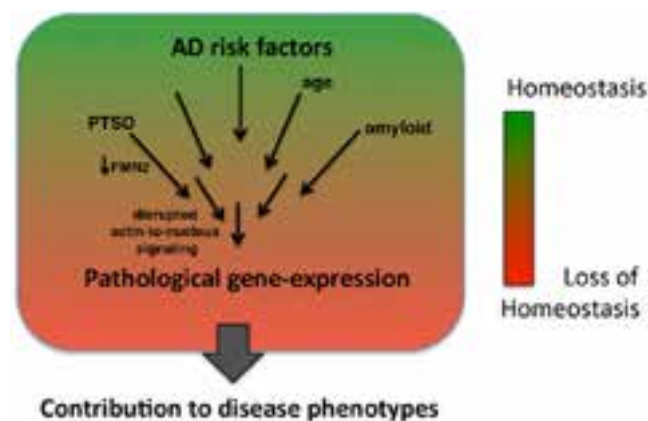 AD risk factors
age
PTSD
amyloid
↓FMN2
disrupted
actin-to-nucleus
signaling
Pathological gene-expression
Contribution to disease phenotypes
Homeostasis
Loss of
Homeostasis